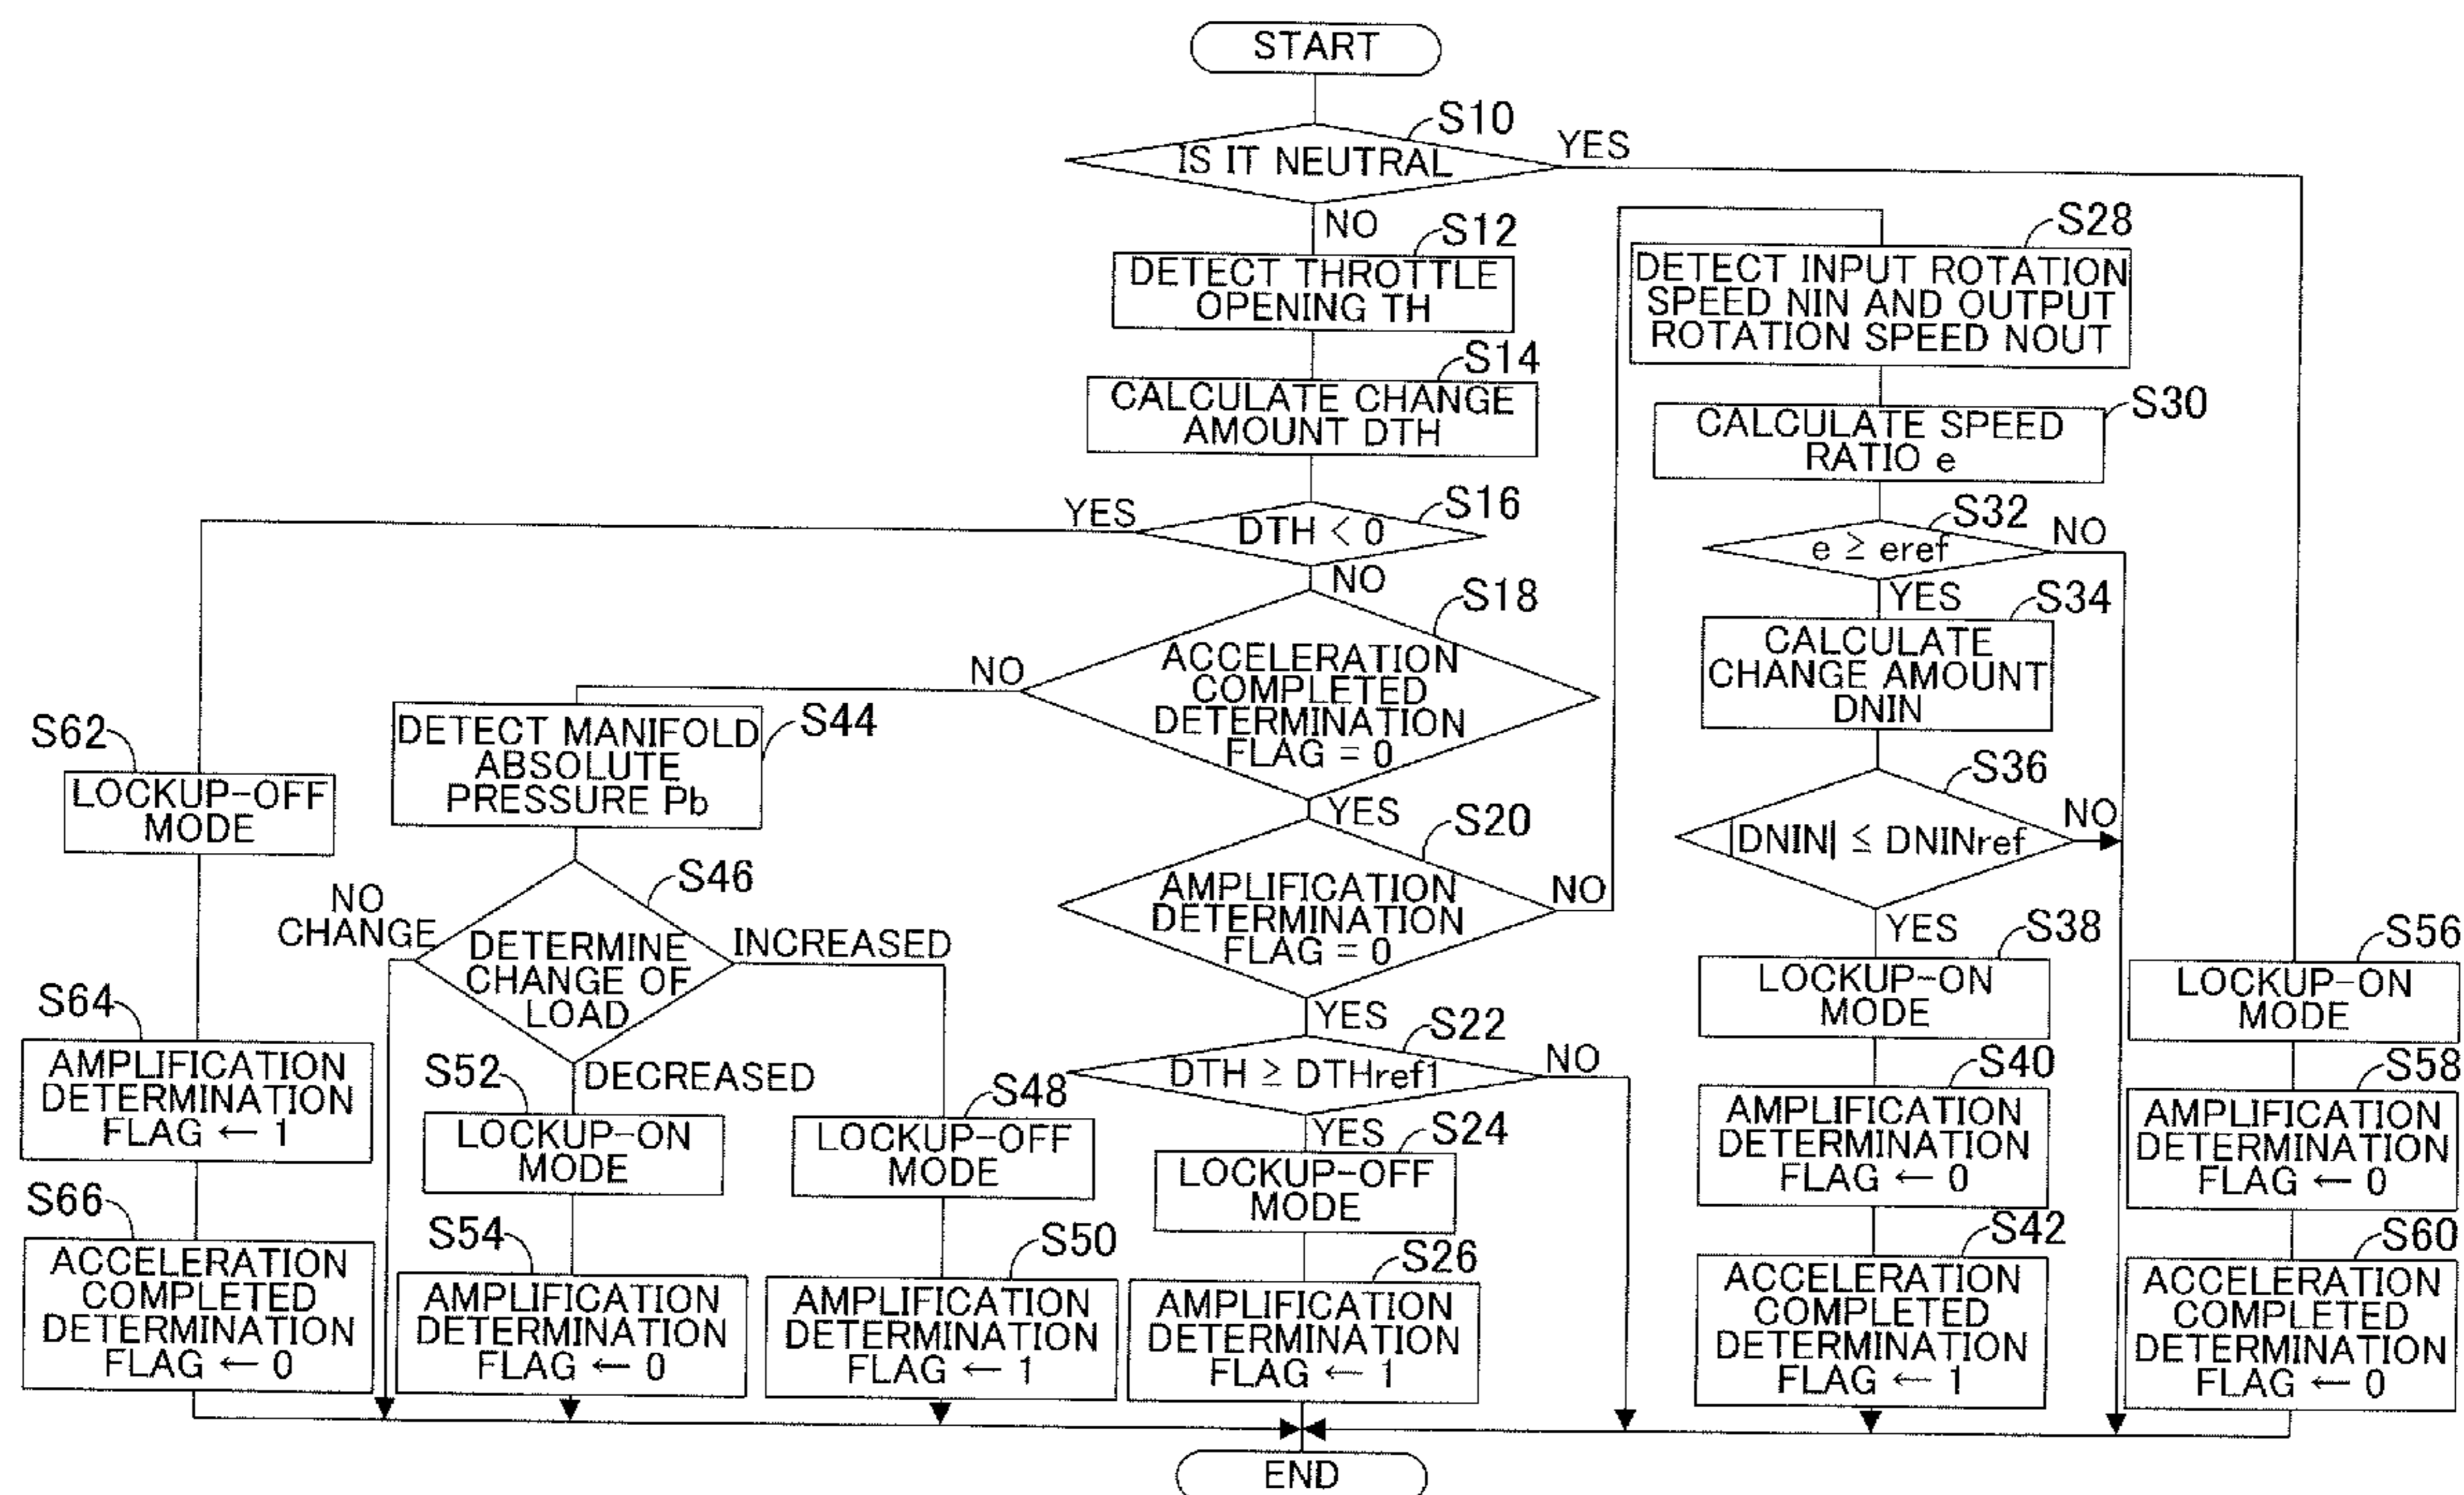 START
S10
IS IT NEUTRAL
YES
NO
S12
DETECT THROTTLE
OPENING TH
S14
CALCULATE CHANGE
AMOUNT DTH
S16
DTH < 0
YES
NO
S18
ACCELERATION
COMPLETED
DETERMINATION
FLAG = 0
NO
YES
S20
AMPLIFICATION
DETERMINATION
FLAG = 0
NO
YES
S22
DTH ≥ DTHref1
NO
YES
S24
LOCKUP-OFF
MODE
S26
AMPLIFICATION
DETERMINATION
FLAG ← 1
S28
DETECT INPUT ROTATION
SPEED NIN AND OUTPUT
ROTATION SPEED NOUT
S30
CALCULATE SPEED
RATIO e
S32
e ≥ eref
NO
YES
S34
CALCULATE
CHANGE AMOUNT
DNIN
S36
|DNIN| ≤ DNINref
NO
YES
S38
LOCKUP-ON
MODE
S40
AMPLIFICATION
DETERMINATION
FLAG ← 0
S42
ACCELERATION
COMPLETED
DETERMINATION
FLAG ← 1
S44
DETECT MANIFOLD
ABSOLUTE
PRESSURE Pb
S46
DETERMINE
CHANGE OF
LOAD
NO
CHANGE
INCREASED
DECREASED
S48
LOCKUP-OFF
MODE
S50
AMPLIFICATION
DETERMINATION
FLAG ← 1
S52
LOCKUP-ON
MODE
S54
AMPLIFICATION
DETERMINATION
FLAG ← 0
S56
LOCKUP-ON
MODE
S58
AMPLIFICATION
DETERMINATION
FLAG ← 0
S60
ACCELERATION
COMPLETED
DETERMINATION
FLAG ← 0
S62
LOCKUP-OFF
MODE
S64
AMPLIFICATION
DETERMINATION
FLAG ← 1
S66
ACCELERATION
COMPLETED
DETERMINATION
FLAG ← 0
END